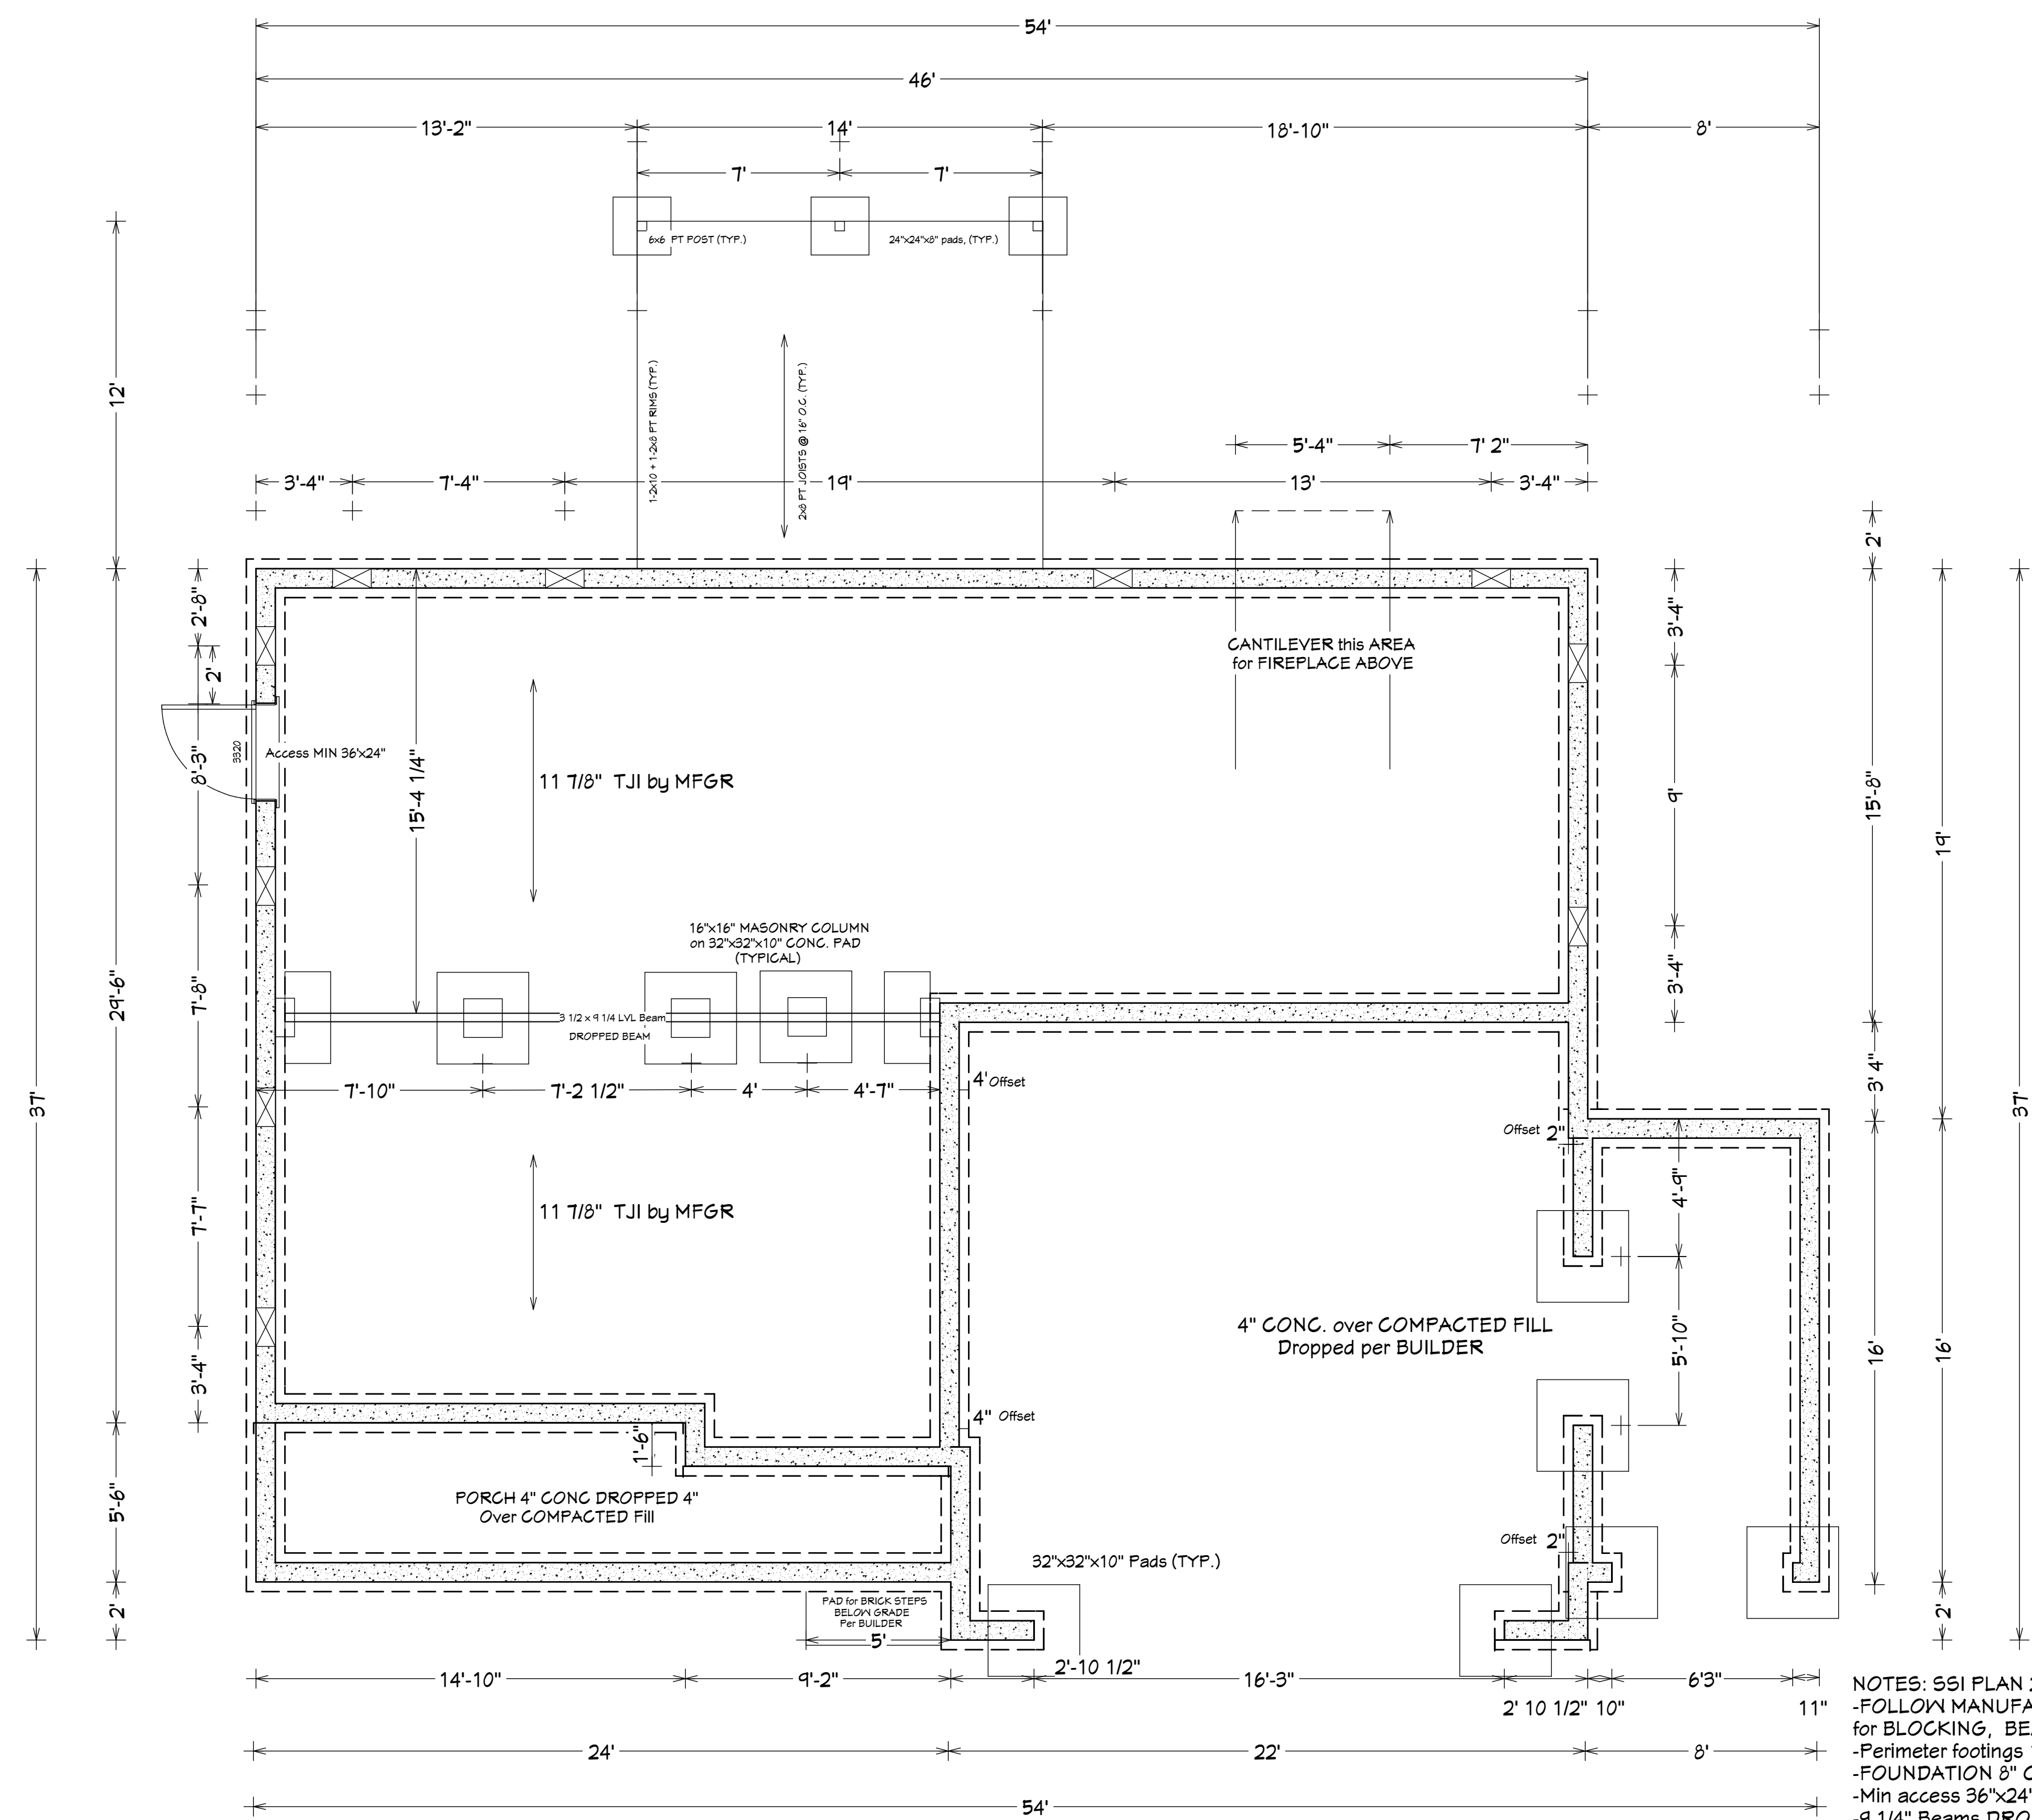 54'
46'
13'-2"
14'
18'-10"
8'
7'
7'
6x6 PT POST (TYP.)
24"x24"x8" pads, (TYP.)
12'
1-2x10 + 1-2x8 PT RIMS (TYP.)
2x8 PT JOISTS @ 16" O.C. (TYP.)
5'-4"
7' 2"
3'-4"
7'-4"
19'
13'
3'-4"
2'
2'-8"
2'
3'-4"
CANTILEVER this AREA
for FIREPLACE ABOVE
3320
Access MIN 36'x24"
8'-3"
15'-4 1/4"
11 7/8" TJI by MFGR
9'
15'-8"
19'
16"x16" MASONRY COLUMN
on 32"x32"x10" CONC. PAD
(TYPICAL)
7'-8"
29'-6"
3'-4"
3 1/2 x 9 1/4 LVL Beam
DROPPED BEAM
7'-10"
7'-2 1/2"
4'
4'-7"
4' Offset
37'
3' 4"
37'
Offset 2"
4'-9"
7'-7"
11 7/8" TJI by MFGR
4" CONC. over COMPACTED FILL
Dropped per BUILDER
5'-10"
16'
16'
3'-4"
4" Offset
1'-6"
5'-6"
PORCH 4" CONC DROPPED 4"
Over COMPACTED Fill
Offset 2"
32"x32"x10" Pads (TYP.)
2'
PAD for BRICK STEPS
BELOW GRADE
Per BUILDER
5'
2'
14'-10"
9'-2"
2'-10 1/2"
16'-3"
2' 10 1/2"
10"
6'3"
11"
24'
22'
8'
54'
NOTES: SSI PLAN
-FOLLOW
for BLOCKING,
-Perimeter footings
-FOUNDATION 8"
-Min access 36"x24"
-9 1/4" Beams